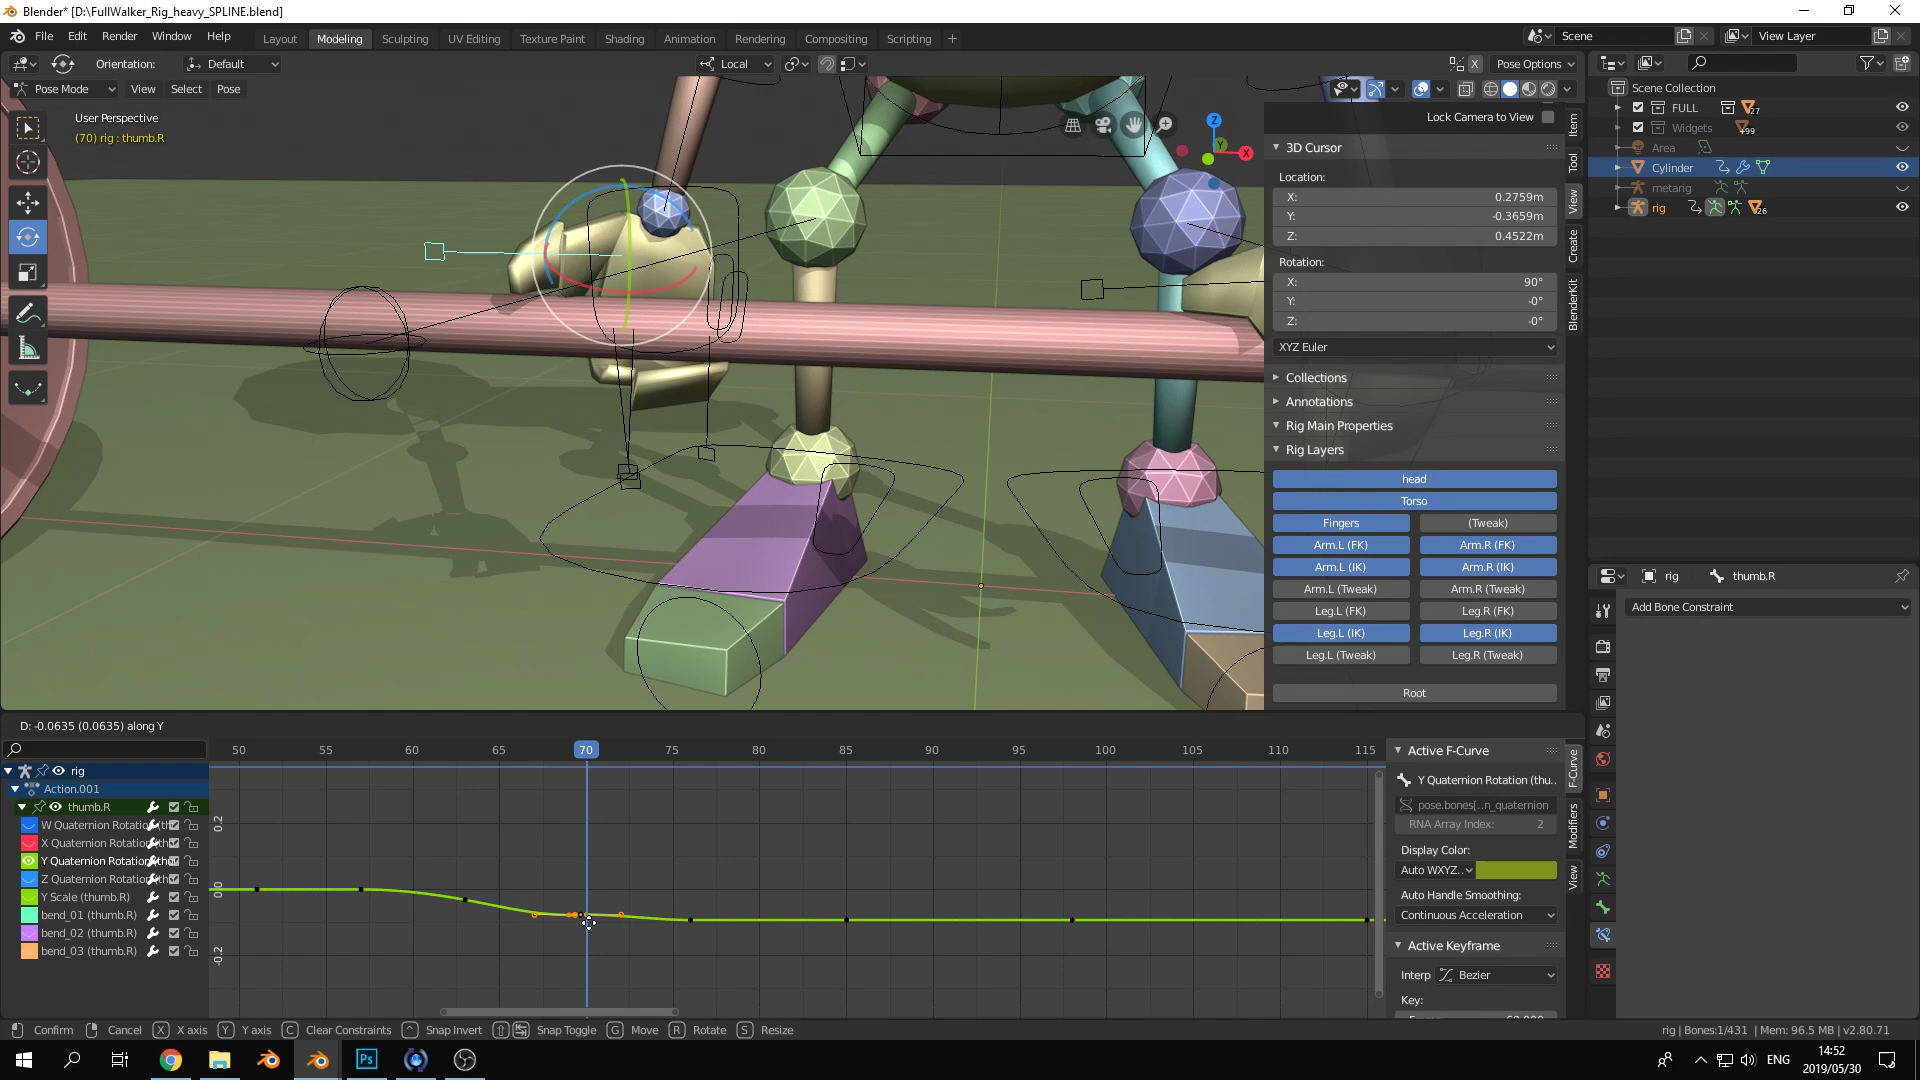 Blender* [D:\FullWalker_Rig_heavy_SPLINE.blend]
File Edit Render Window Help
Layout Modeling Sculpting UV Editing Texture Paint Shading Animation Rendering Compositing Scripting +
Scene View Layer
Orientation: Default Local X Pose Options
Pose Mode View Select Pose
User Perspective
(70) rig : thumb.R
Z Y X
Lock Camera to View
3D Cursor
Location:
X: 0.2759m
Y: -0.3659m
Z: 0.4522m
Rotation:
X: 90°
Y: -0°
Z: -0°
XYZ Euler
Collections
Annotations
Rig Main Properties
Rig Layers
head
Torso
Fingers (Tweak)
Arm.L (FK) Arm.R (FK)
Arm.L (IK) Arm.R (IK)
Arm.L (Tweak) Arm.R (Tweak)
Leg.L (FK) Leg.R (FK)
Leg.L (IK) Leg.R (IK)
Leg.L (Tweak) Leg.R (Tweak)
Root
Item
Tool
View
Create
BlenderKit
Scene Collection
FULL 27
Widgets +99
Area
Cylinder
metarig
rig 26
rig thumb.R
Add Bone Constraint
D: -0.0635 (0.0635) along Y
50 55 60 65 70 75 80 85 90 95 100 105 110 115
0.2
0.0
-0.2
rig
Action.001
thumb.R
W Quaternion Rotation (th
X Quaternion Rotation (th
Y Quaternion Rotation (th
Z Quaternion Rotation (th
Y Scale (thumb.R)
bend_01 (thumb.R)
bend_02 (thumb.R)
bend_03 (thumb.R)
Active F-Curve
Y Quaternion Rotation (thu..
pose.bones[..n_quaternion
RNA Array Index: 2
Display Color:
Auto WXYZ..
Auto Handle Smoothing:
Continuous Acceleration
Active Keyframe
Interp Bezier
Key:
F-Curve
Modifiers
View
Confirm Cancel X X axis Y Y axis C Clear Constraints ^ Snap Invert Snap Toggle G Move R Rotate S Resize
rig | Bones:1/431 | Mem: 96.5 MB | v2.80.71
Ps
ENG
14:52
2019/05/30